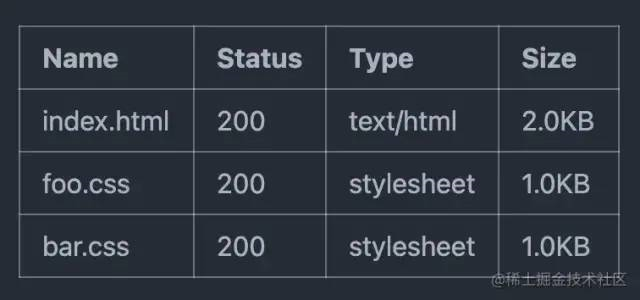 Name Status Type Size
index.html 200 text/html 2.0KB
foo.css 200 stylesheet 1.0KB
bar.css 200 stylesheet 1.0KB
@稀土掘金技术社区